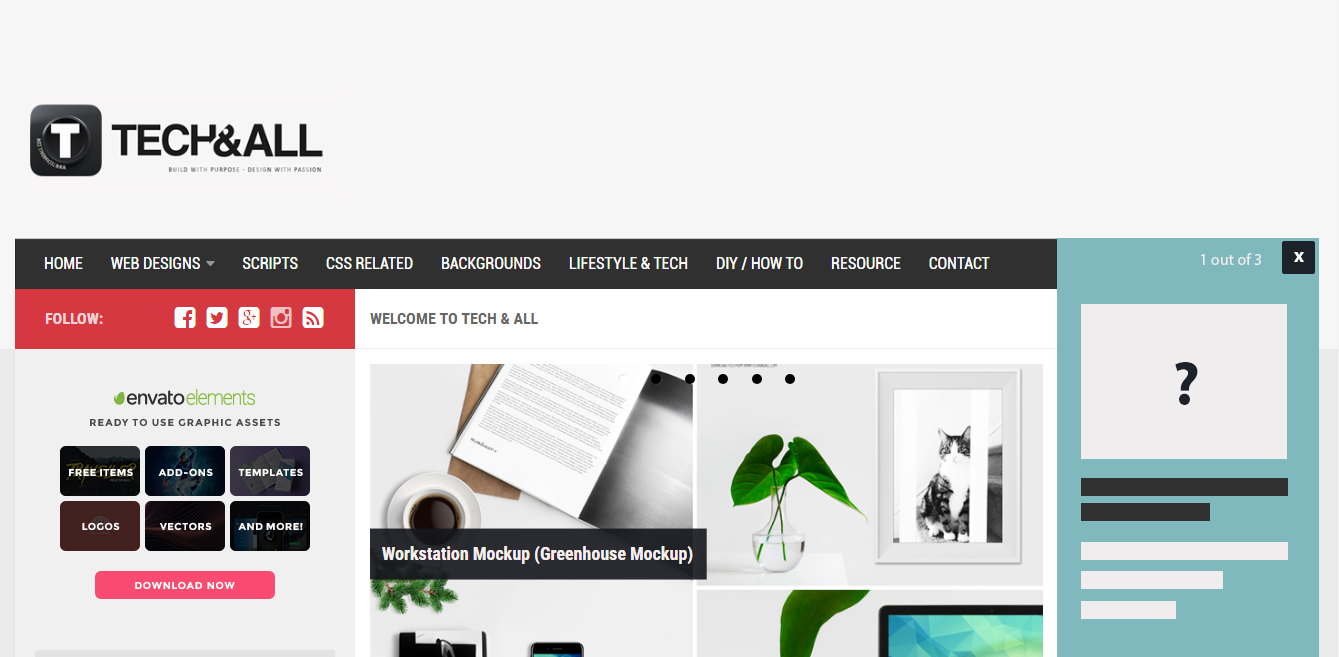 T
TECH&ALL
BUILD WITH PURPOSE - DESIGN WITH PASSION
HOME WEB DESIGNS SCRIPTS CSS RELATED BACKGROUNDS LIFESTYLE & TECH DIY / HOW TO RESOURCE CONTACT
1 out of 3 X
FOLLOW:
WELCOME TO TECH & ALL
envato elements
READY TO USE GRAPHIC ASSETS
FREE ITEMS ADD-ONS TEMPLATES
LOGOS VECTORS AND MORE!
DOWNLOAD NOW
Workstation Mockup (Greenhouse Mockup)
?